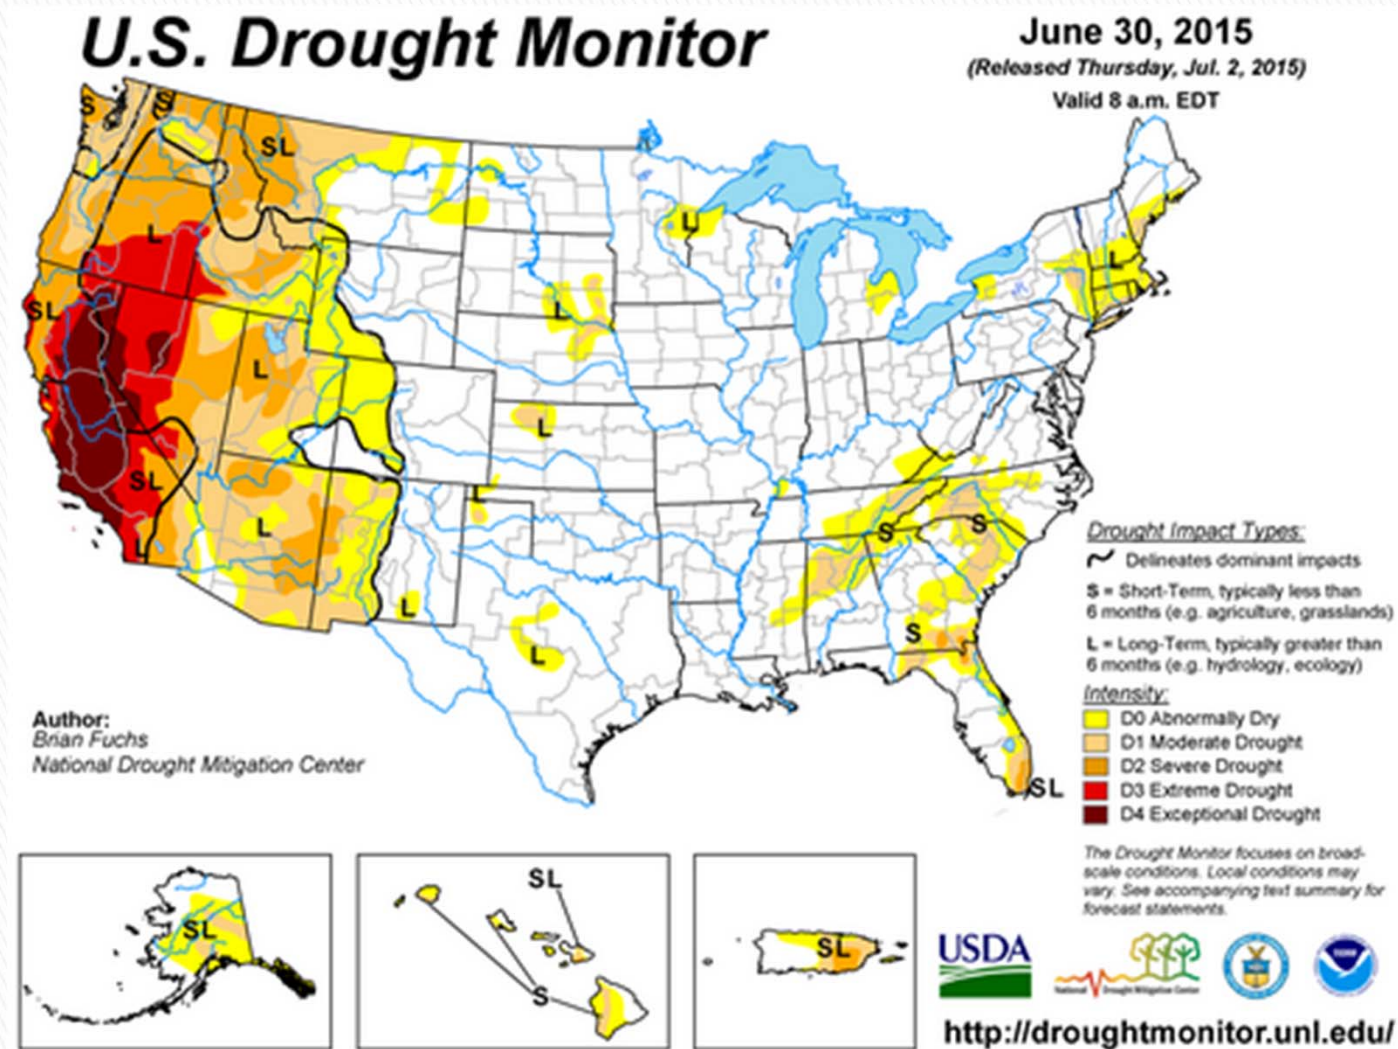 U.S. Drought Monitor
June 30, 2015
(Released Thursday, Jul. 2, 2015)
Valid 8 a.m. EDT
S
S
SL
L
L
L
SL
L
L
L
SL
L
L
S
S
L
L
L
S
L
SL
Drought Impact Types:
Delineates dominant impacts
S = Short-Term, typically less than
6 months (e.g. agriculture, grasslands)
L = Long-Term, typically greater than
6 months (e.g. hydrology, ecology)
Intensity:
D0 Abnormally Dry
D1 Moderate Drought
D2 Severe Drought
D3 Extreme Drought
D4 Exceptional Drought
Author:
Brian Fuchs
National Drought Mitigation Center
The Drought Monitor focuses on broad-
scale conditions. Local conditions may
vary. See accompanying text summary for
forecast statements.
SL
SL
S
SL
USDA
National Drought Mitigation Center
http://droughtmonitor.unl.edu/